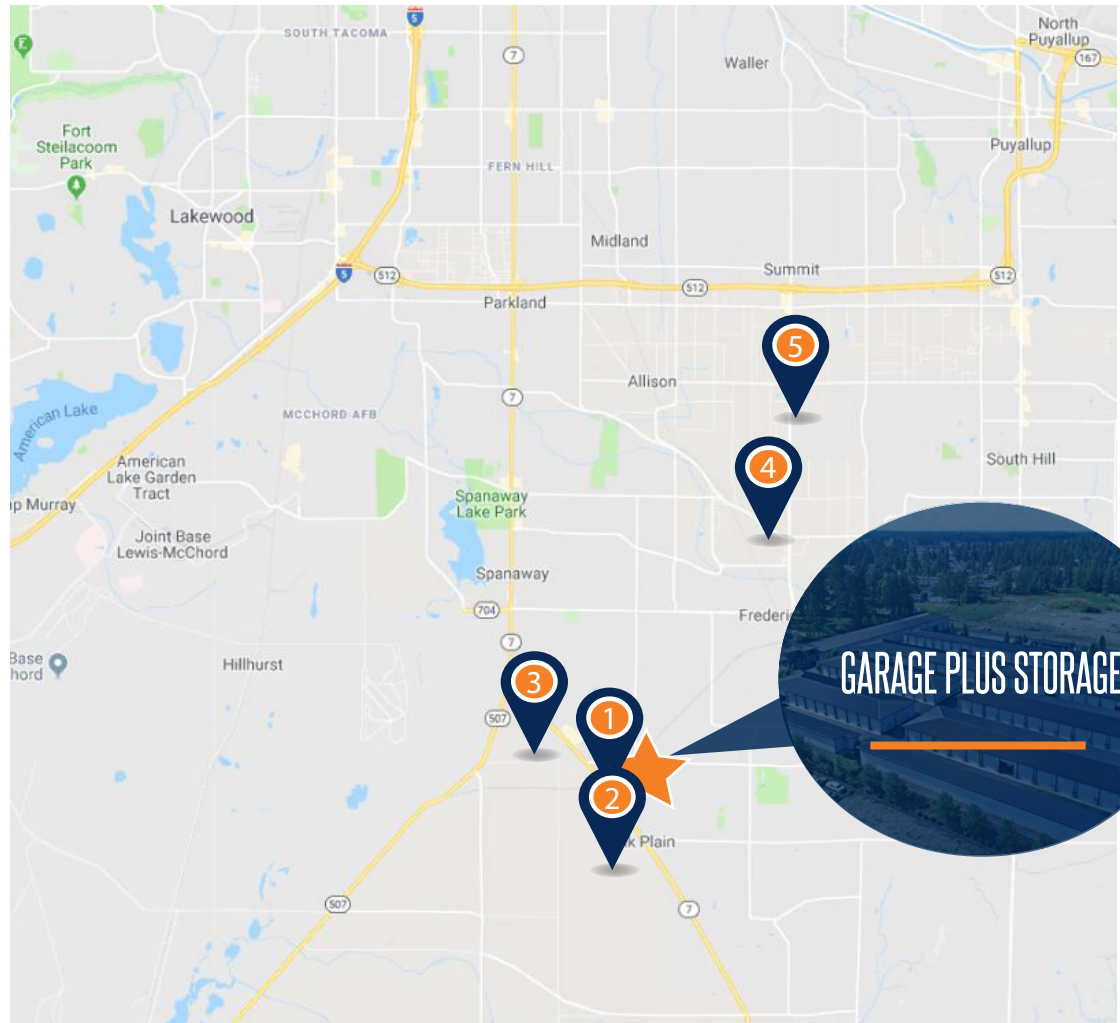 5
SOUTH TACOMA
7
North
Puyallup
167
Waller
Fort
Steilacoom
Park
FERN HILL
Puyallup
Lakewood
Midland
Summit
5
512
512
512
Parkland
5
Allison
7
MCCHORD AFB
American Lake
American
Lake Garden
Tract
4
South Hill
p Murray
Spanaway
Lake Park
Joint Base
Lewis-McChord
Spanaway
704
Frederic
7
Base
hord
Hillhurst
GARAGE PLUS STORAGE
3
507
1
2
k Plain
507
7